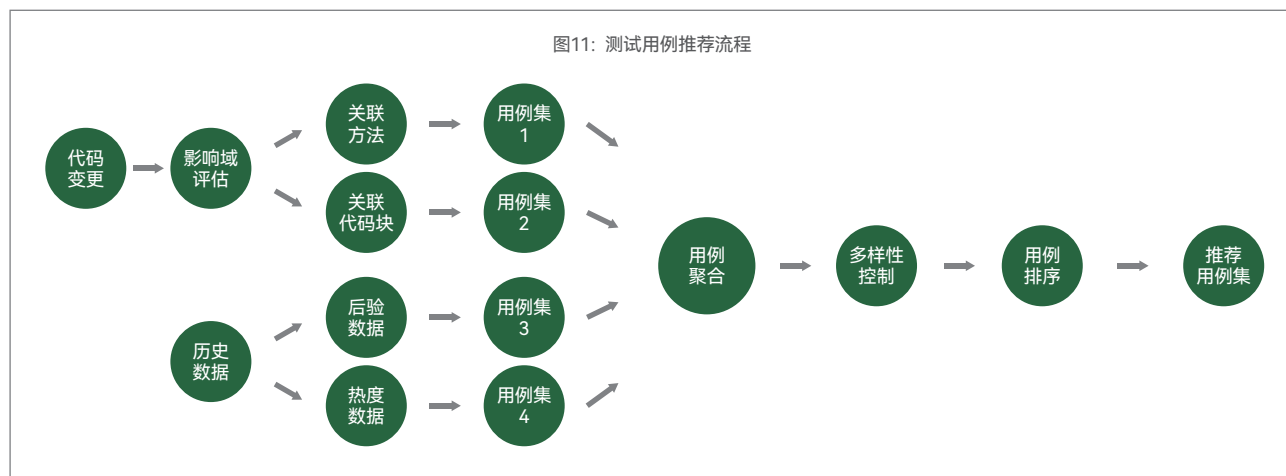 图11: 测试用例推荐流程
代码
变更
影响域
评估
关联
方法
用例集
1
关联
代码块
用例集
2
历史
数据
后验
数据
用例集
3
热度
数据
用例集
4
用例
聚合
多样性
控制
用例
排序
推荐
用例集